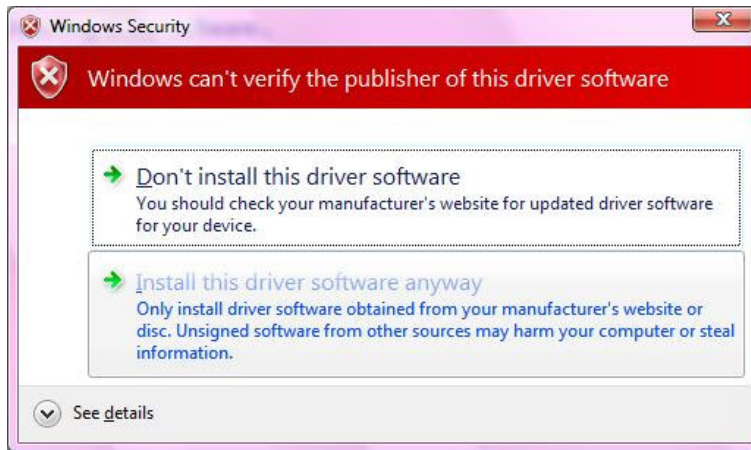 Windows Security
Windows can't verify the publisher of this driver software
Don't install this driver software
You should check your manufacturer's website for updated driver software
for your device.
Install this driver software anyway
Only install driver software obtained from your manufacturer's website or
disc. Unsigned software from other sources may harm your computer or steal
information.
See details